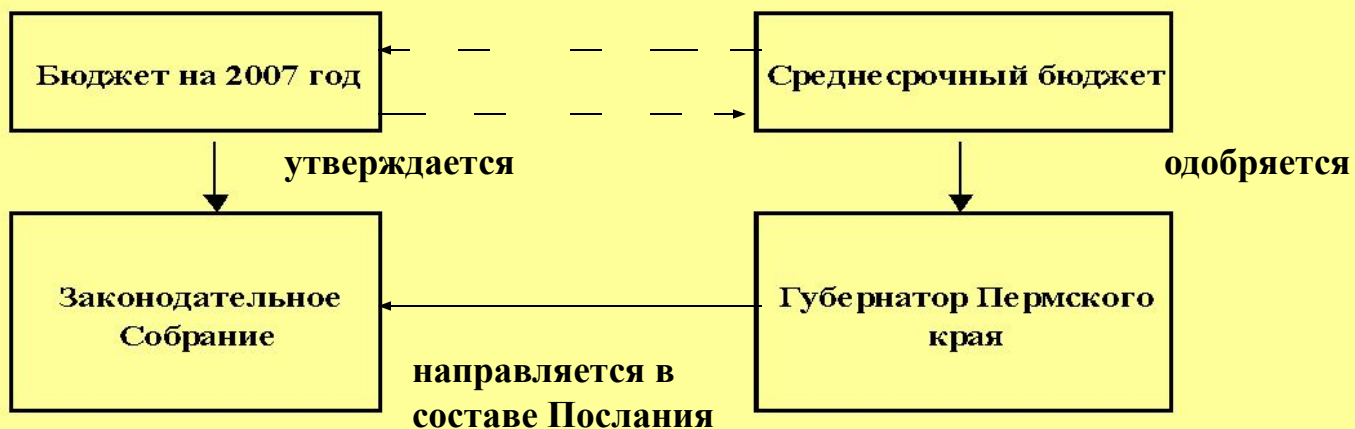 Бюджет на 2007 год
Среднесрочный бюджет
утверждается
одобряется
Законодательное
Собрание
Губернатор Пермского
края
направляется в
составе Послания